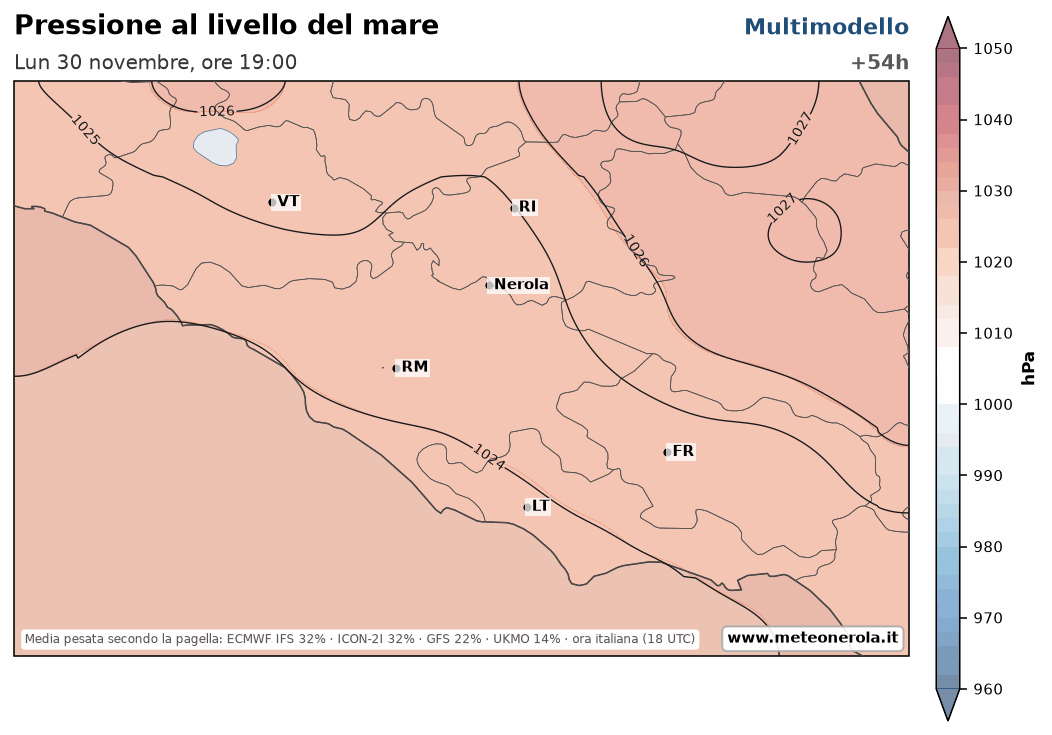 Pressione al livello del mare
Multimodello
Lun 30 novembre, ore 19:00
+54h
1026
1025
1027
1027
1026
1024
VT
RI
Nerola
RM
FR
LT
Media pesata secondo la pagella: ECMWF IFS 32% · ICON-2I 32% · GFS 22% · UKMO 14% · ora italiana (18 UTC)
www.meteonerola.it
1050
1040
1030
1020
1010
1000
990
980
970
960
hPa